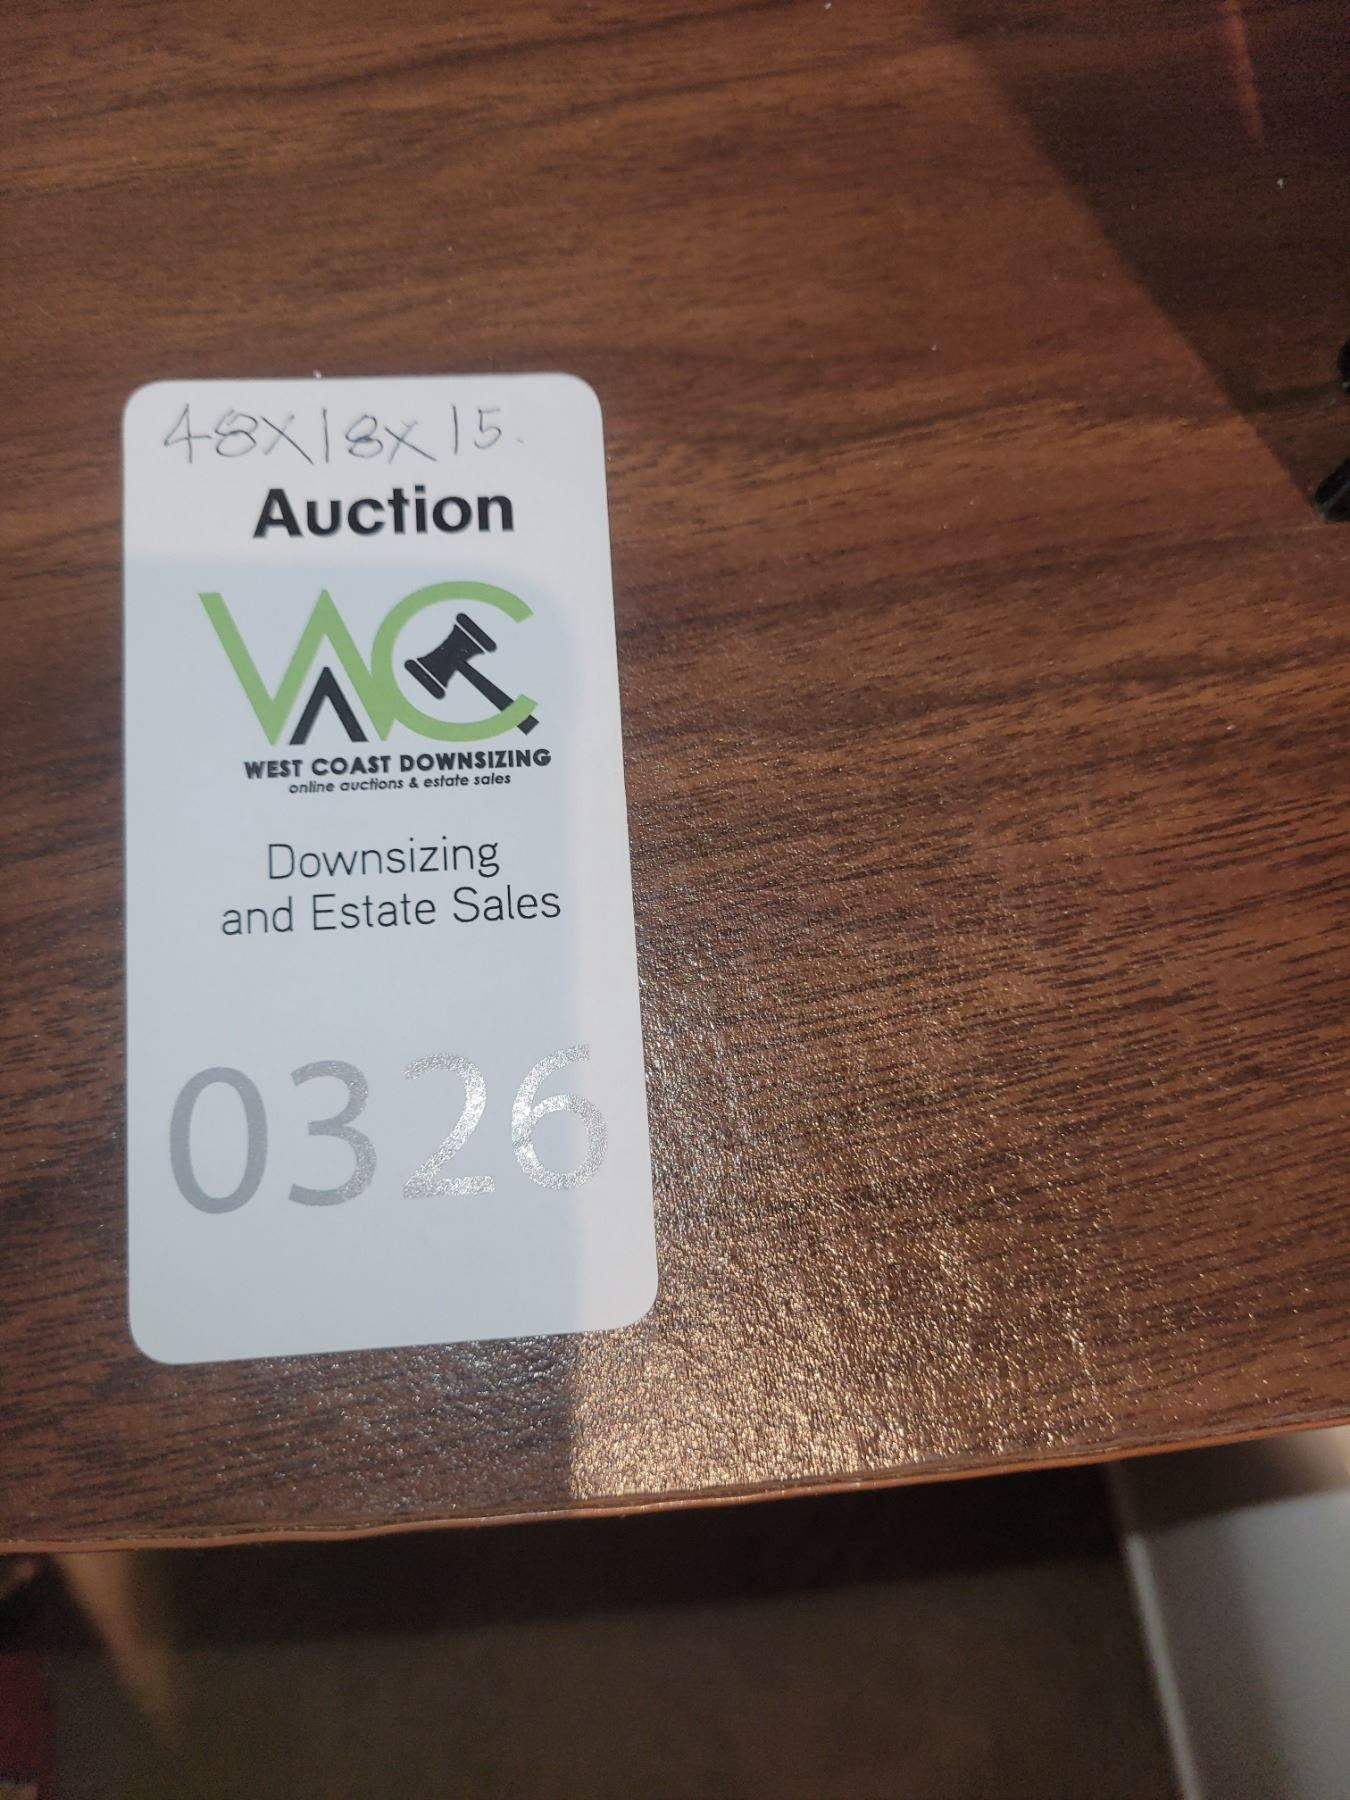 48X18X15.
Auction
WC
WEST COAST DOWNSIZING
online auctions & estate sales
Downsizing
and Estate Sales
0326